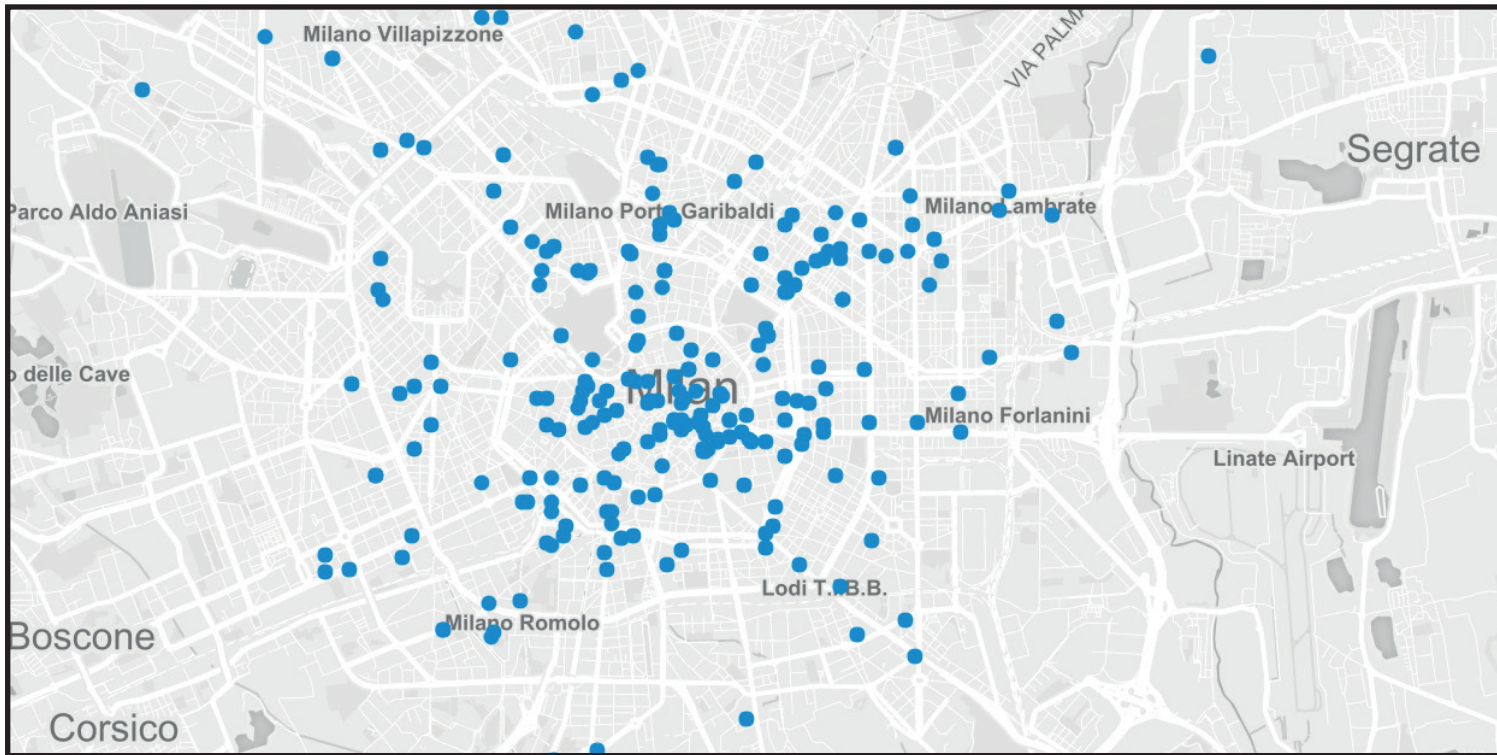 Milano Villapizzone
VIA PALMA
Segrate
Parco Aldo Aniasi
Milano Porta Garibaldi
Milano Lambrate
o delle Cave
Milan
Milano Forlanini
Linate Airport
Lodi T.I.B.B.
Boscone
Milano Romolo
Corsico